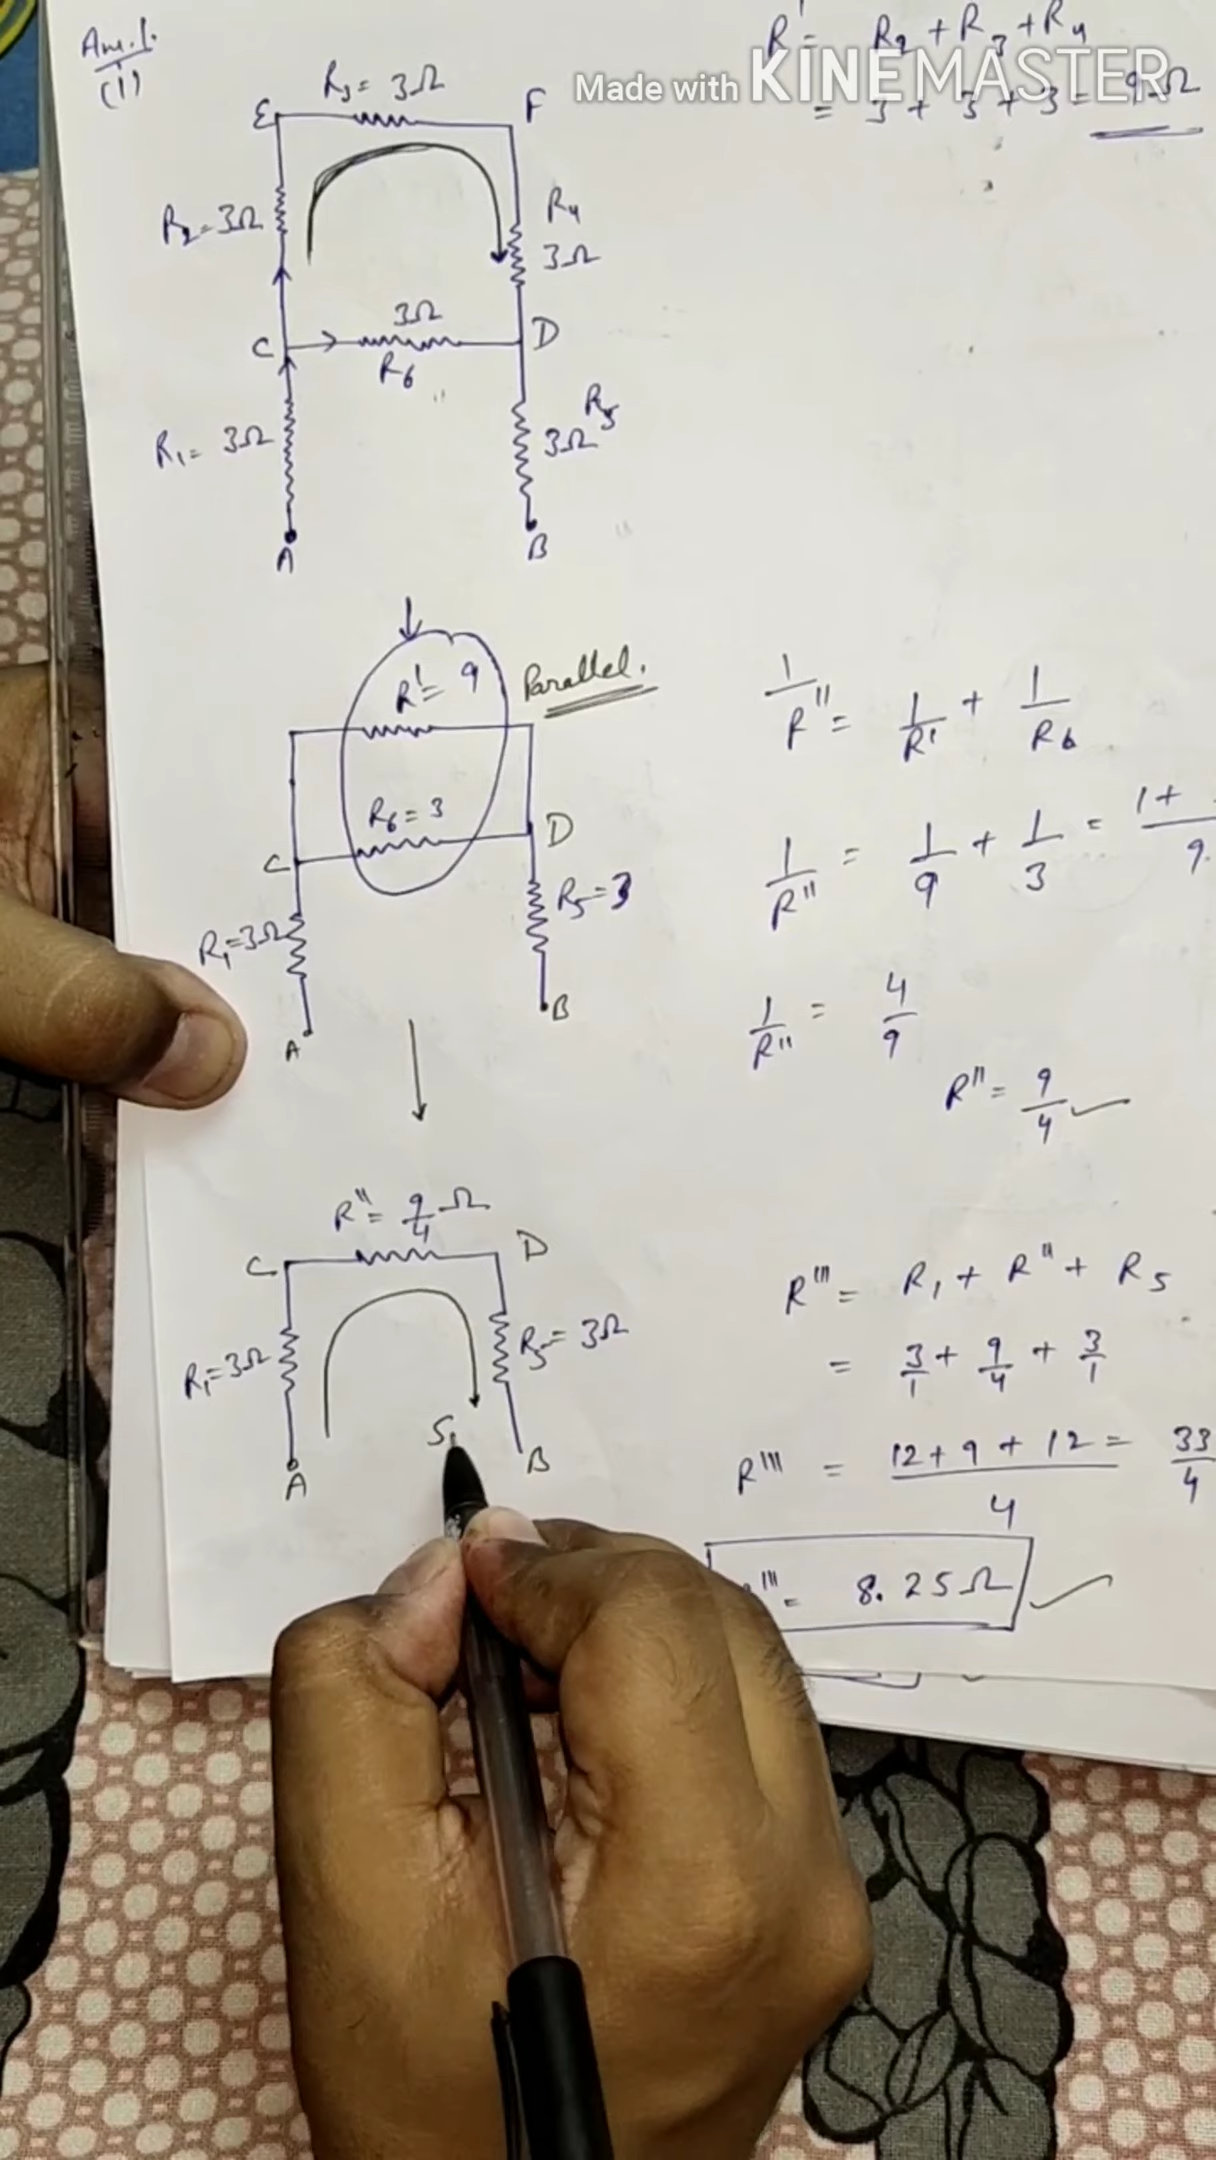 Ans.1.
(i)
R' = R2 + R3 + R4
Made with KINEMASTER
= 3 + 3 + 3 = 9Ω
R3 = 3Ω
E
F
R2 = 3Ω
R4
3Ω
3Ω
C
D
R6
R5
R1 = 3Ω
3Ω
A
B
R' = 9
Parallel.
R6 = 3
C
D
R5 = 3
R1 = 3Ω
A
B
1/R'' = 1/R' + 1/R6
1/R'' = 1/9 + 1/3 = 1+ / 9
1/R'' = 4/9
R'' = 9/4
R'' = 9/4 Ω
C
D
R1 = 3Ω
R5 = 3Ω
S
A
B
R''' = R1 + R'' + R5
= 3/1 + 9/4 + 3/1
R''' = 12 + 9 + 12 / 4 = 33/4
''' = 8.25Ω